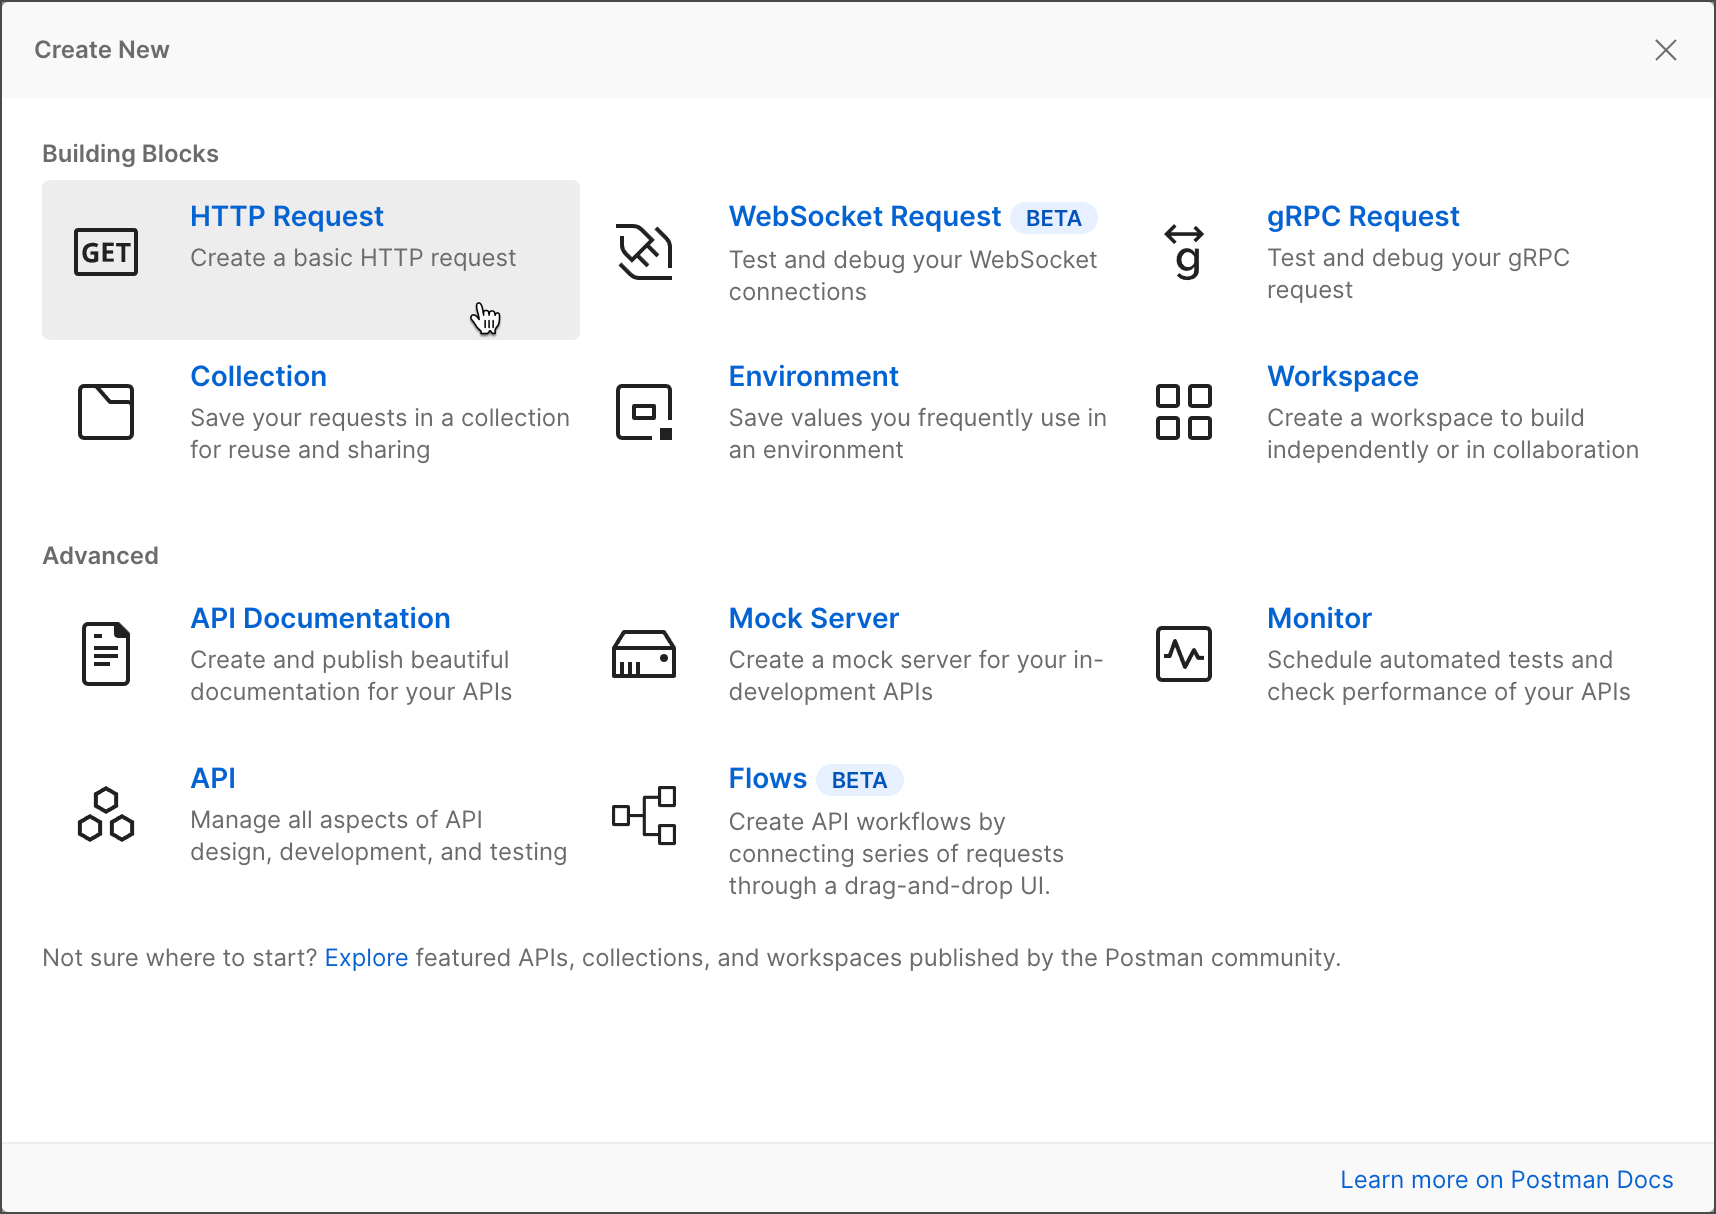 Create New
Building Blocks
GET
HTTP Request
Create a basic HTTP request
WebSocket Request BETA
Test and debug your WebSocket
connections
g
gRPC Request
Test and debug your gRPC
request
Collection
Save your requests in a collection
for reuse and sharing
Environment
Save values you frequently use in
an environment
Workspace
Create a workspace to build
independently or in collaboration
Advanced
API Documentation
Create and publish beautiful
documentation for your APIs
Mock Server
Create a mock server for your in-
development APIs
Monitor
Schedule automated tests and
check performance of your APIs
API
Manage all aspects of API
design, development, and testing
Flows BETA
Create API workflows by
connecting series of requests
through a drag-and-drop UI.
Not sure where to start? Explore featured APIs, collections, and workspaces published by the Postman community.
Learn more on Postman Docs